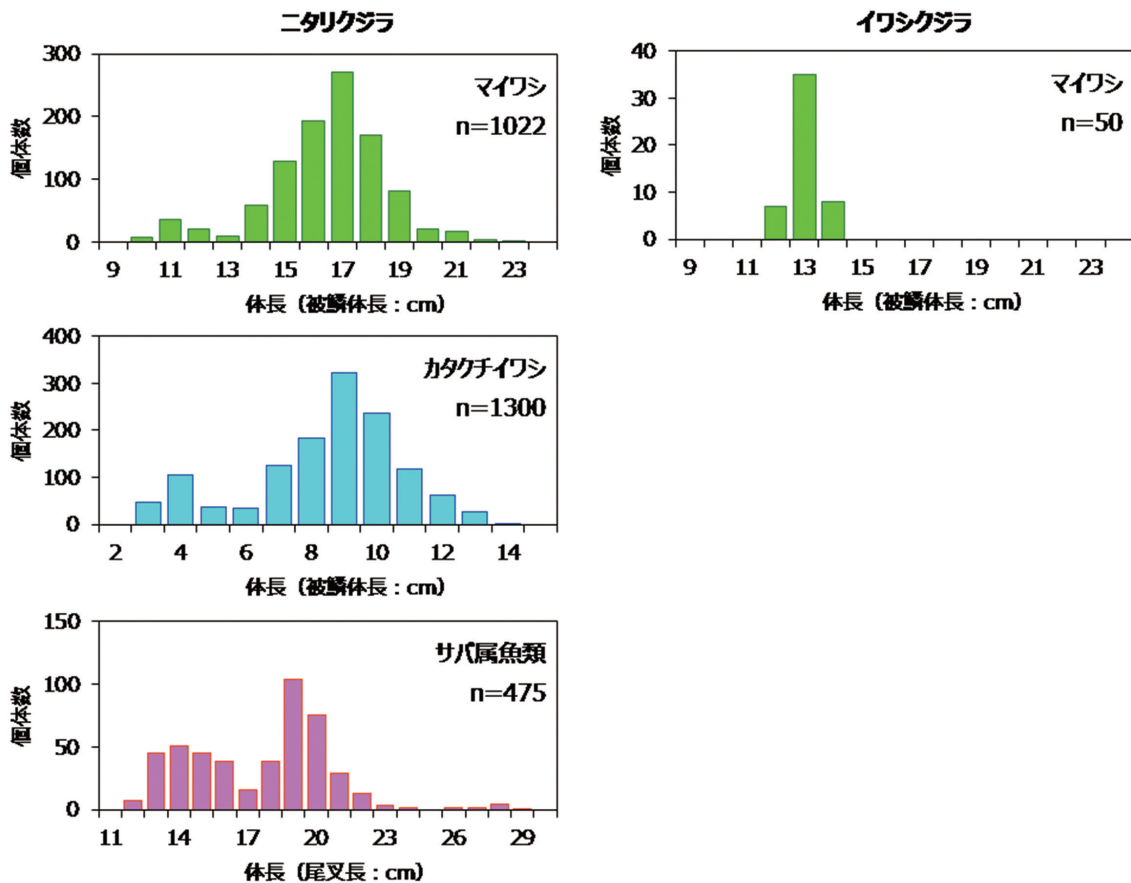 ニタリクジラ
マイワシ
n=1022
個体数
300
200
100
0
9 11 13 15 17 19 21 23
体長（被鱗体長：cm）
カタクチイワシ
n=1300
個体数
400
300
200
100
0
2 4 6 8 10 12 14
体長（被鱗体長：cm）
サバ属魚類
n=475
個体数
150
100
50
0
11 14 17 20 23 26 29
体長（尾叉長：cm）
イワシクジラ
マイワシ
n=50
個体数
40
30
20
10
0
9 11 13 15 17 19 21 23
体長（被鱗体長：cm）